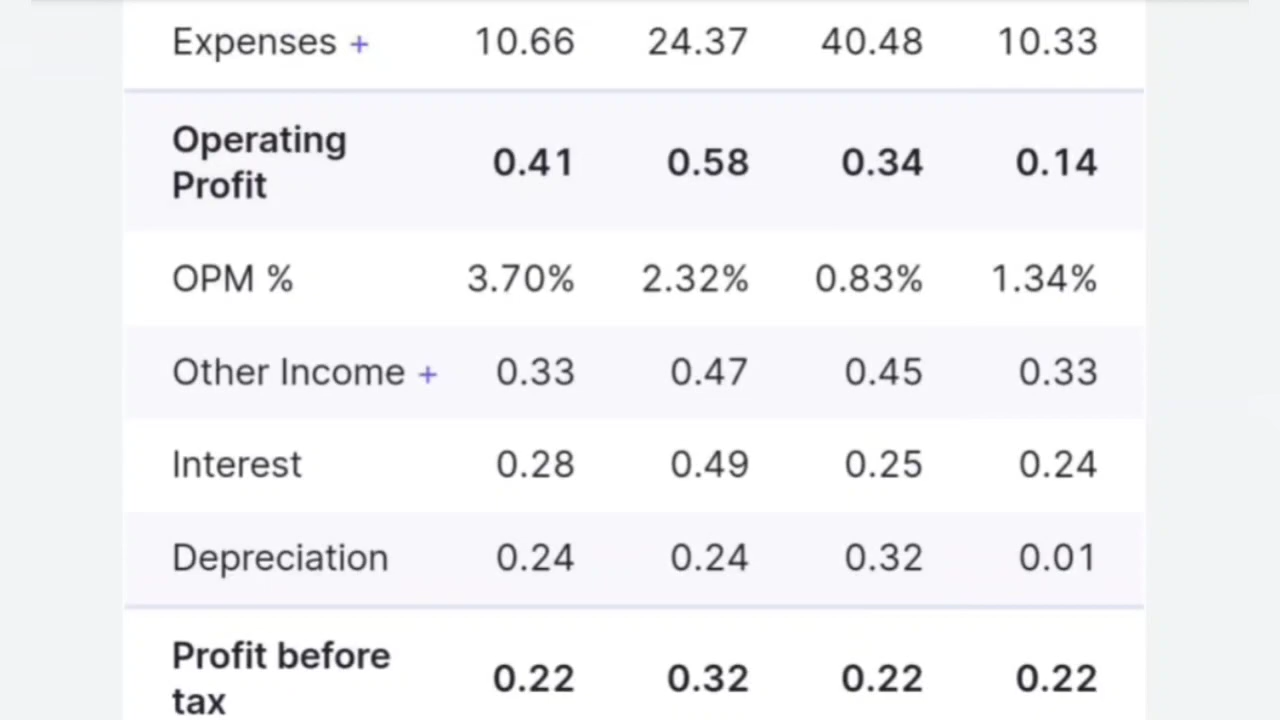 Expenses + 10.66 24.37 40.48 10.33
Operating
Profit 0.41 0.58 0.34 0.14
OPM % 3.70% 2.32% 0.83% 1.34%
Other Income + 0.33 0.47 0.45 0.33
Interest 0.28 0.49 0.25 0.24
Depreciation 0.24 0.24 0.32 0.01
Profit before
tax 0.22 0.32 0.22 0.22